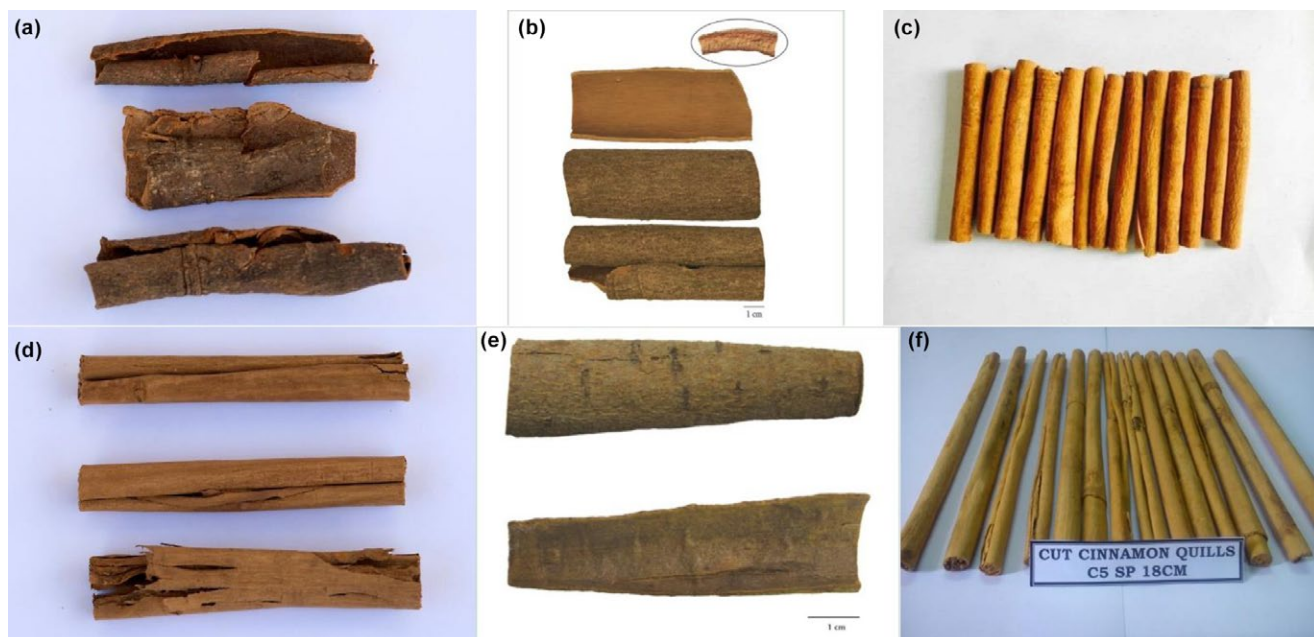 (a)
(b)
(c)
1 cm
(d)
(e)
(f)
1 cm
CUT CINNAMON QUILLS
C5 SP 18CM